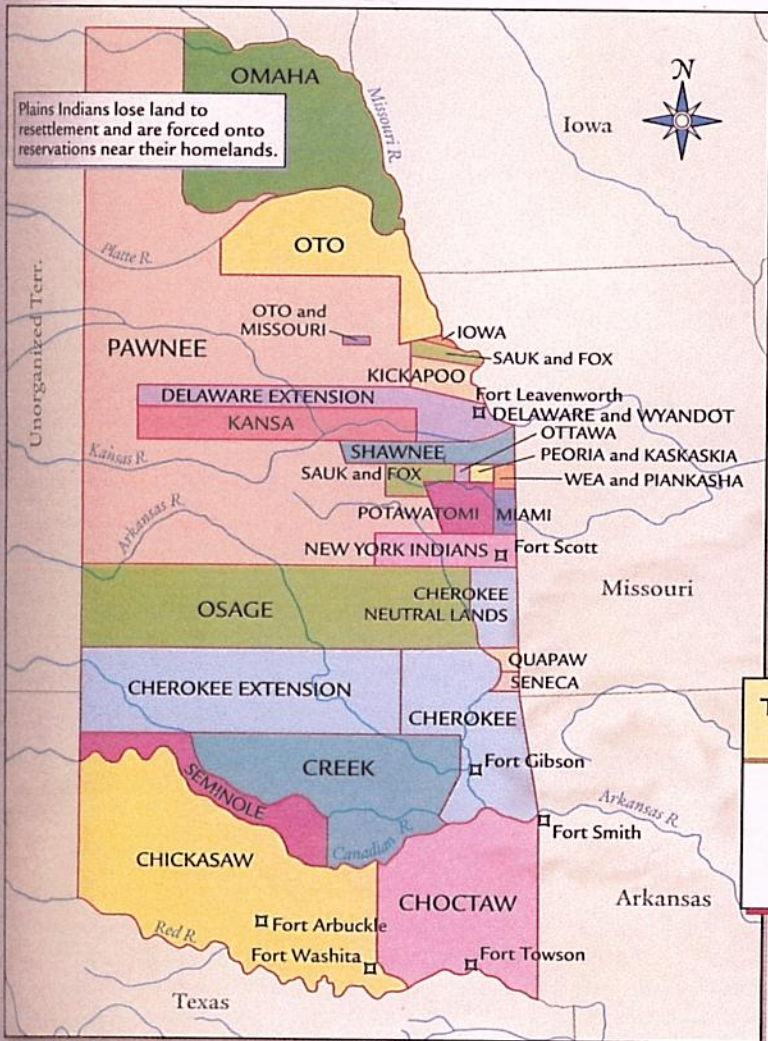 N
OMAHA
Missouri R.
Iowa
Plains Indians lose land to
resettlement and are forced onto
reservations near their homelands.
OTO
Platte R.
Unorganized Terr.
OTO and
MISSOURI
IOWA
PAWNEE
SAUK and FOX
KICKAPOO
Fort Leavenworth
DELAWARE EXTENSION
DELAWARE and WYANDOT
KANSA
OTTAWA
SHAWNEE
PEORIA and KASKASKIA
Kansas R.
SAUK and FOX
WEA and PIANKASHA
Arkansas R.
POTAWATOMI
MIAMI
NEW YORK INDIANS
Fort Scott
Missouri
CHEROKEE
NEUTRAL LANDS
OSAGE
QUAPAW
SENECA
CHEROKEE EXTENSION
CHEROKEE
Fort Gibson
CREEK
SEMINOLE
Arkansas R.
Fort Smith
Canadian R.
CHICKASAW
Arkansas
CHOCTAW
Fort Arbuckle
Red R.
Fort Washita
Fort Towson
Texas